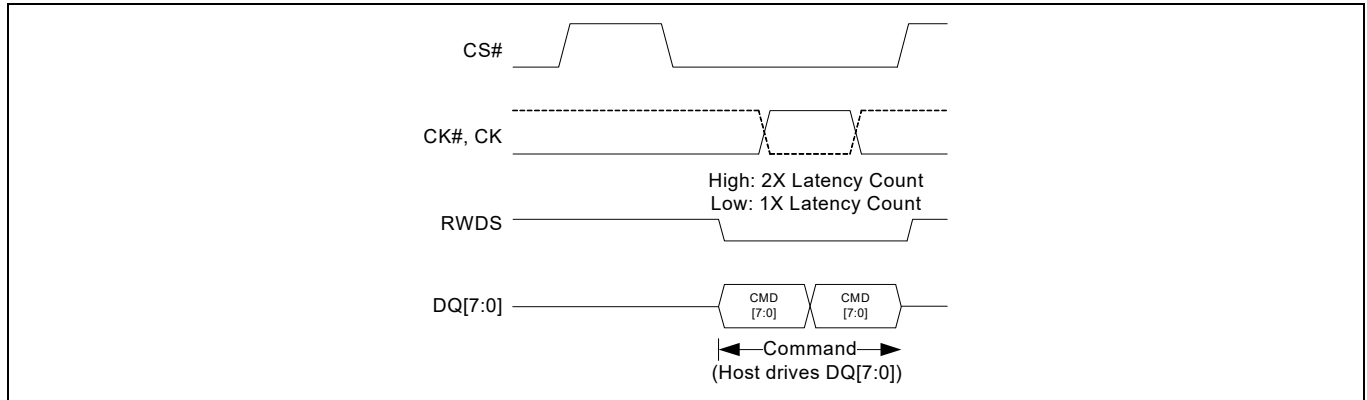 CS#
CK#, CK
High: 2X Latency Count
Low: 1X Latency Count
RWDS
DQ[7:0]
CMD
[7:0]
CMD
[7:0]
Command
(Host drives DQ[7:0])